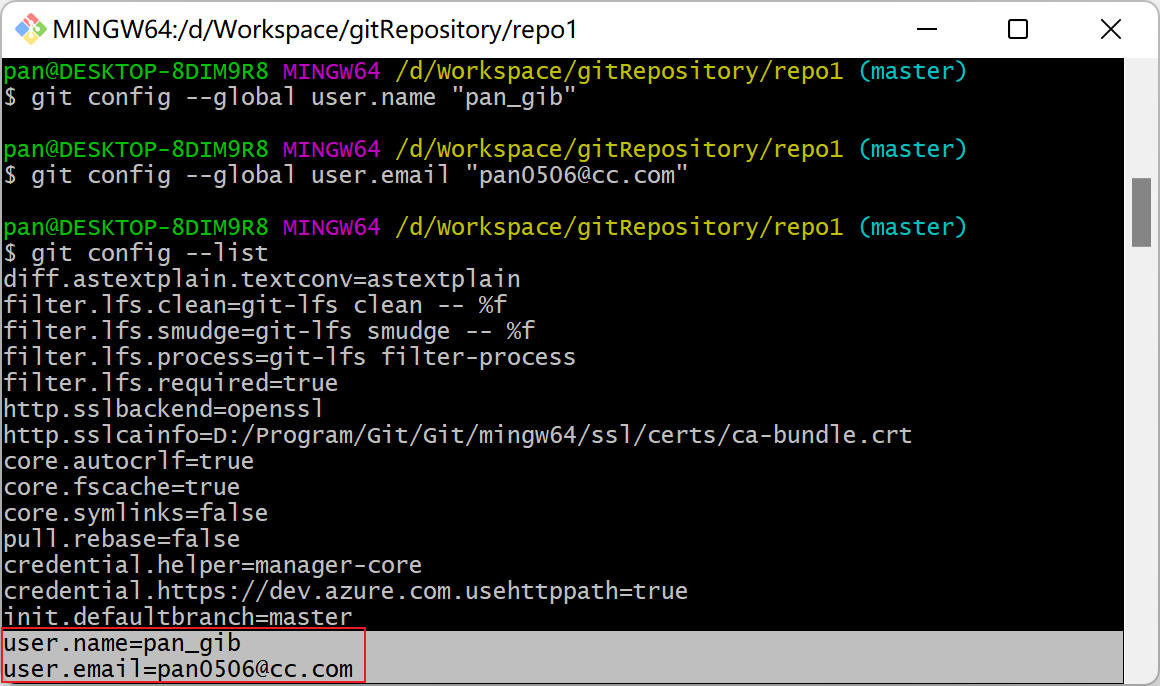 MINGW64:/d/Workspace/gitRepository/repo1
pan@DESKTOP-8DIM9R8 MINGW64 /d/Workspace/gitRepository/repo1 (master)
$ git config --global user.name "pan_gib"
pan@DESKTOP-8DIM9R8 MINGW64 /d/Workspace/gitRepository/repo1 (master)
$ git config --global user.email "pan0506@cc.com"
pan@DESKTOP-8DIM9R8 MINGW64 /d/Workspace/gitRepository/repo1 (master)
$ git config --list
diff.astextplain.textconv=astextplain
filter.lfs.clean=git-lfs clean -- %f
filter.lfs.smudge=git-lfs smudge -- %f
filter.lfs.process=git-lfs filter-process
filter.lfs.required=true
http.sslbackend=openssl
http.sslcainfo=D:/Program/Git/Git/mingw64/ssl/certs/ca-bundle.crt
core.autocrlf=true
core.fscache=true
core.symlinks=false
pull.rebase=false
credential.helper=manager-core
credential.https://dev.azure.com.usehttppath=true
init.defaultbranch=master
user.name=pan_gib
user.email=pan0506@cc.com